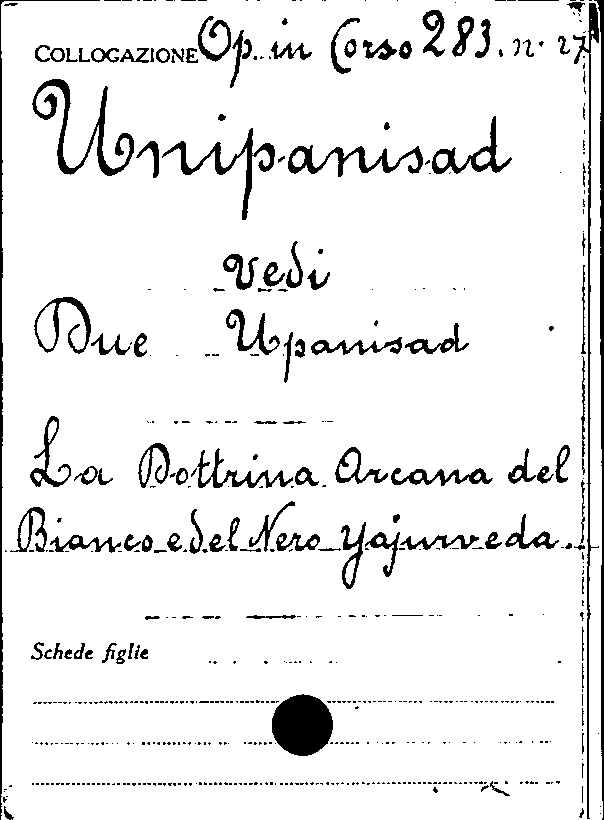 COLLOCAZIONE Op. in Corso 283. n. 27
Unipanisad
vedi
Due Upanisad
La Dottrina Arcana del
Bianco e del Nero Yajurveda.
Schede figlie